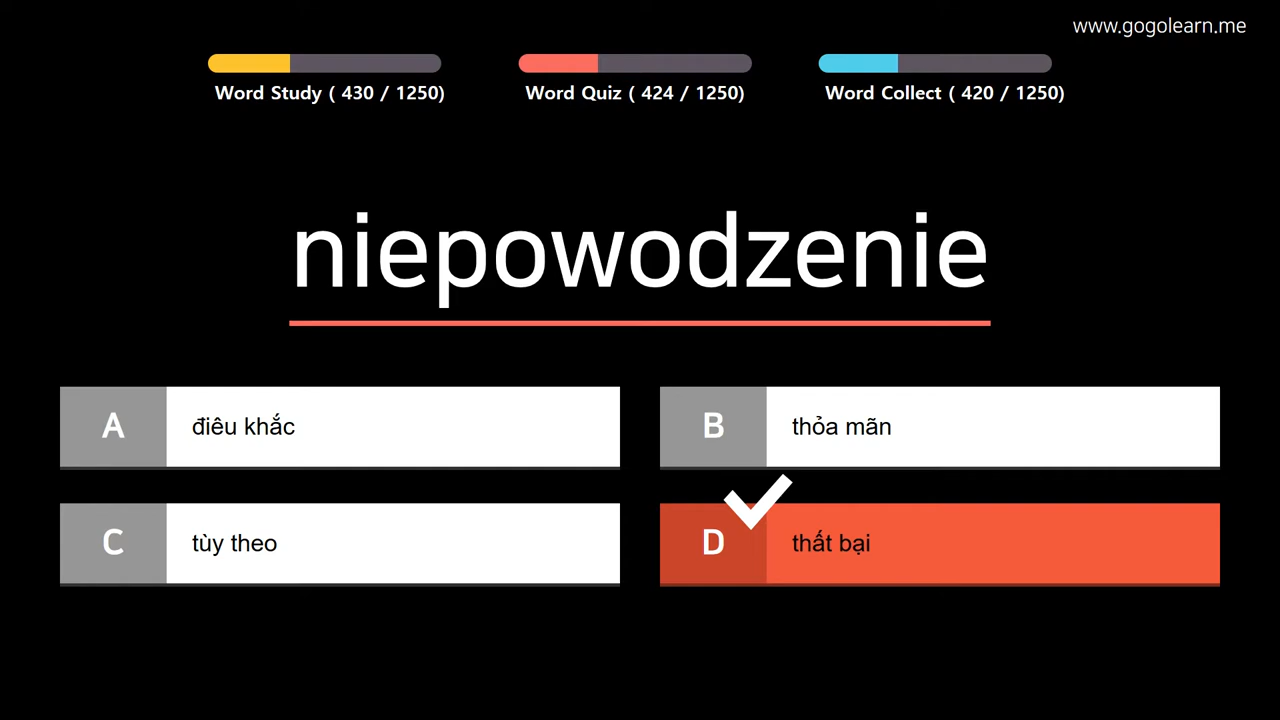 www.gogolearn.me
Word Study ( 430 / 1250)
Word Quiz ( 424 / 1250)
Word Collect ( 420 / 1250)
niepowodzenie
A điêu khắc
B thỏa mãn
C tùy theo
D thất bại